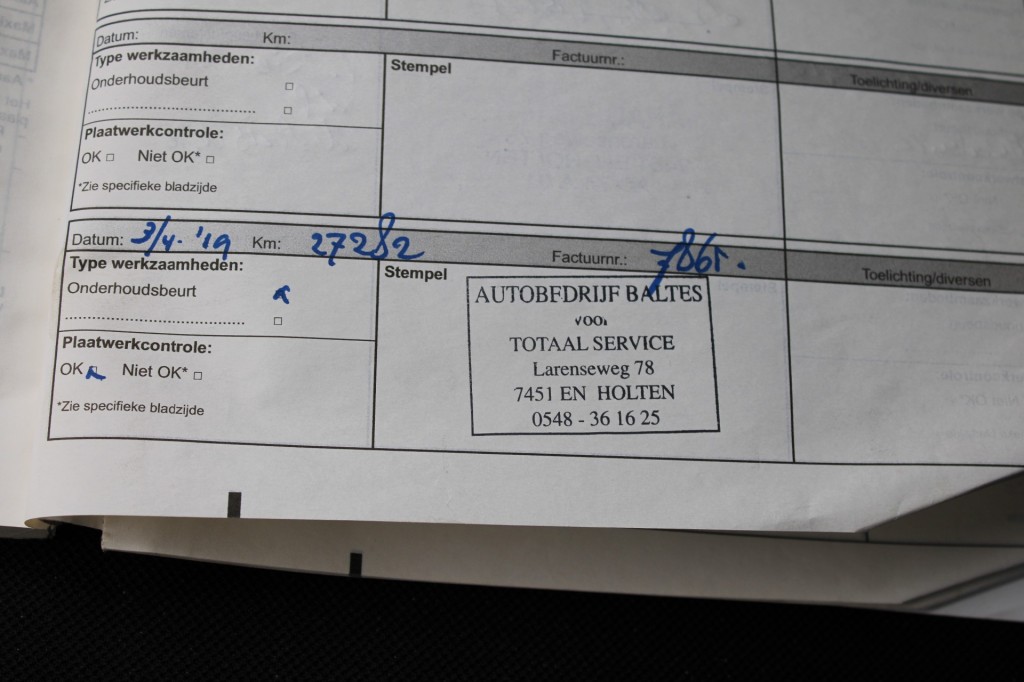 Datum: Km: Factuurnr.:
Type werkzaamheden: Stempel Toelichting/diversen
Onderhoudsbeurt
Plaatwerkcontrole:
OK Niet OK*
*Zie specifieke bladzijde
Datum: 3/4-'19 Km: 27282 Factuurnr.:
Type werkzaamheden: Stempel Toelichting/diversen
Onderhoudsbeurt
Plaatwerkcontrole:
OK Niet OK*
*Zie specifieke bladzijde
AUTOBEDRIJF BALTES
VOOR
TOTAAL SERVICE
Larenseweg 78
7451 EN HOLTEN
0548 - 36 16 25